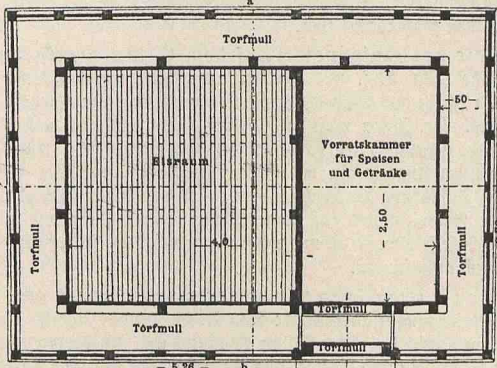 a
Torfmull
50
Eisraum
Vorratskammer
für Speisen
und Getränke
4,0
2,50
Torfmull
Torfmull
Torfmull
Torfmull
Torfmull
5,26
b